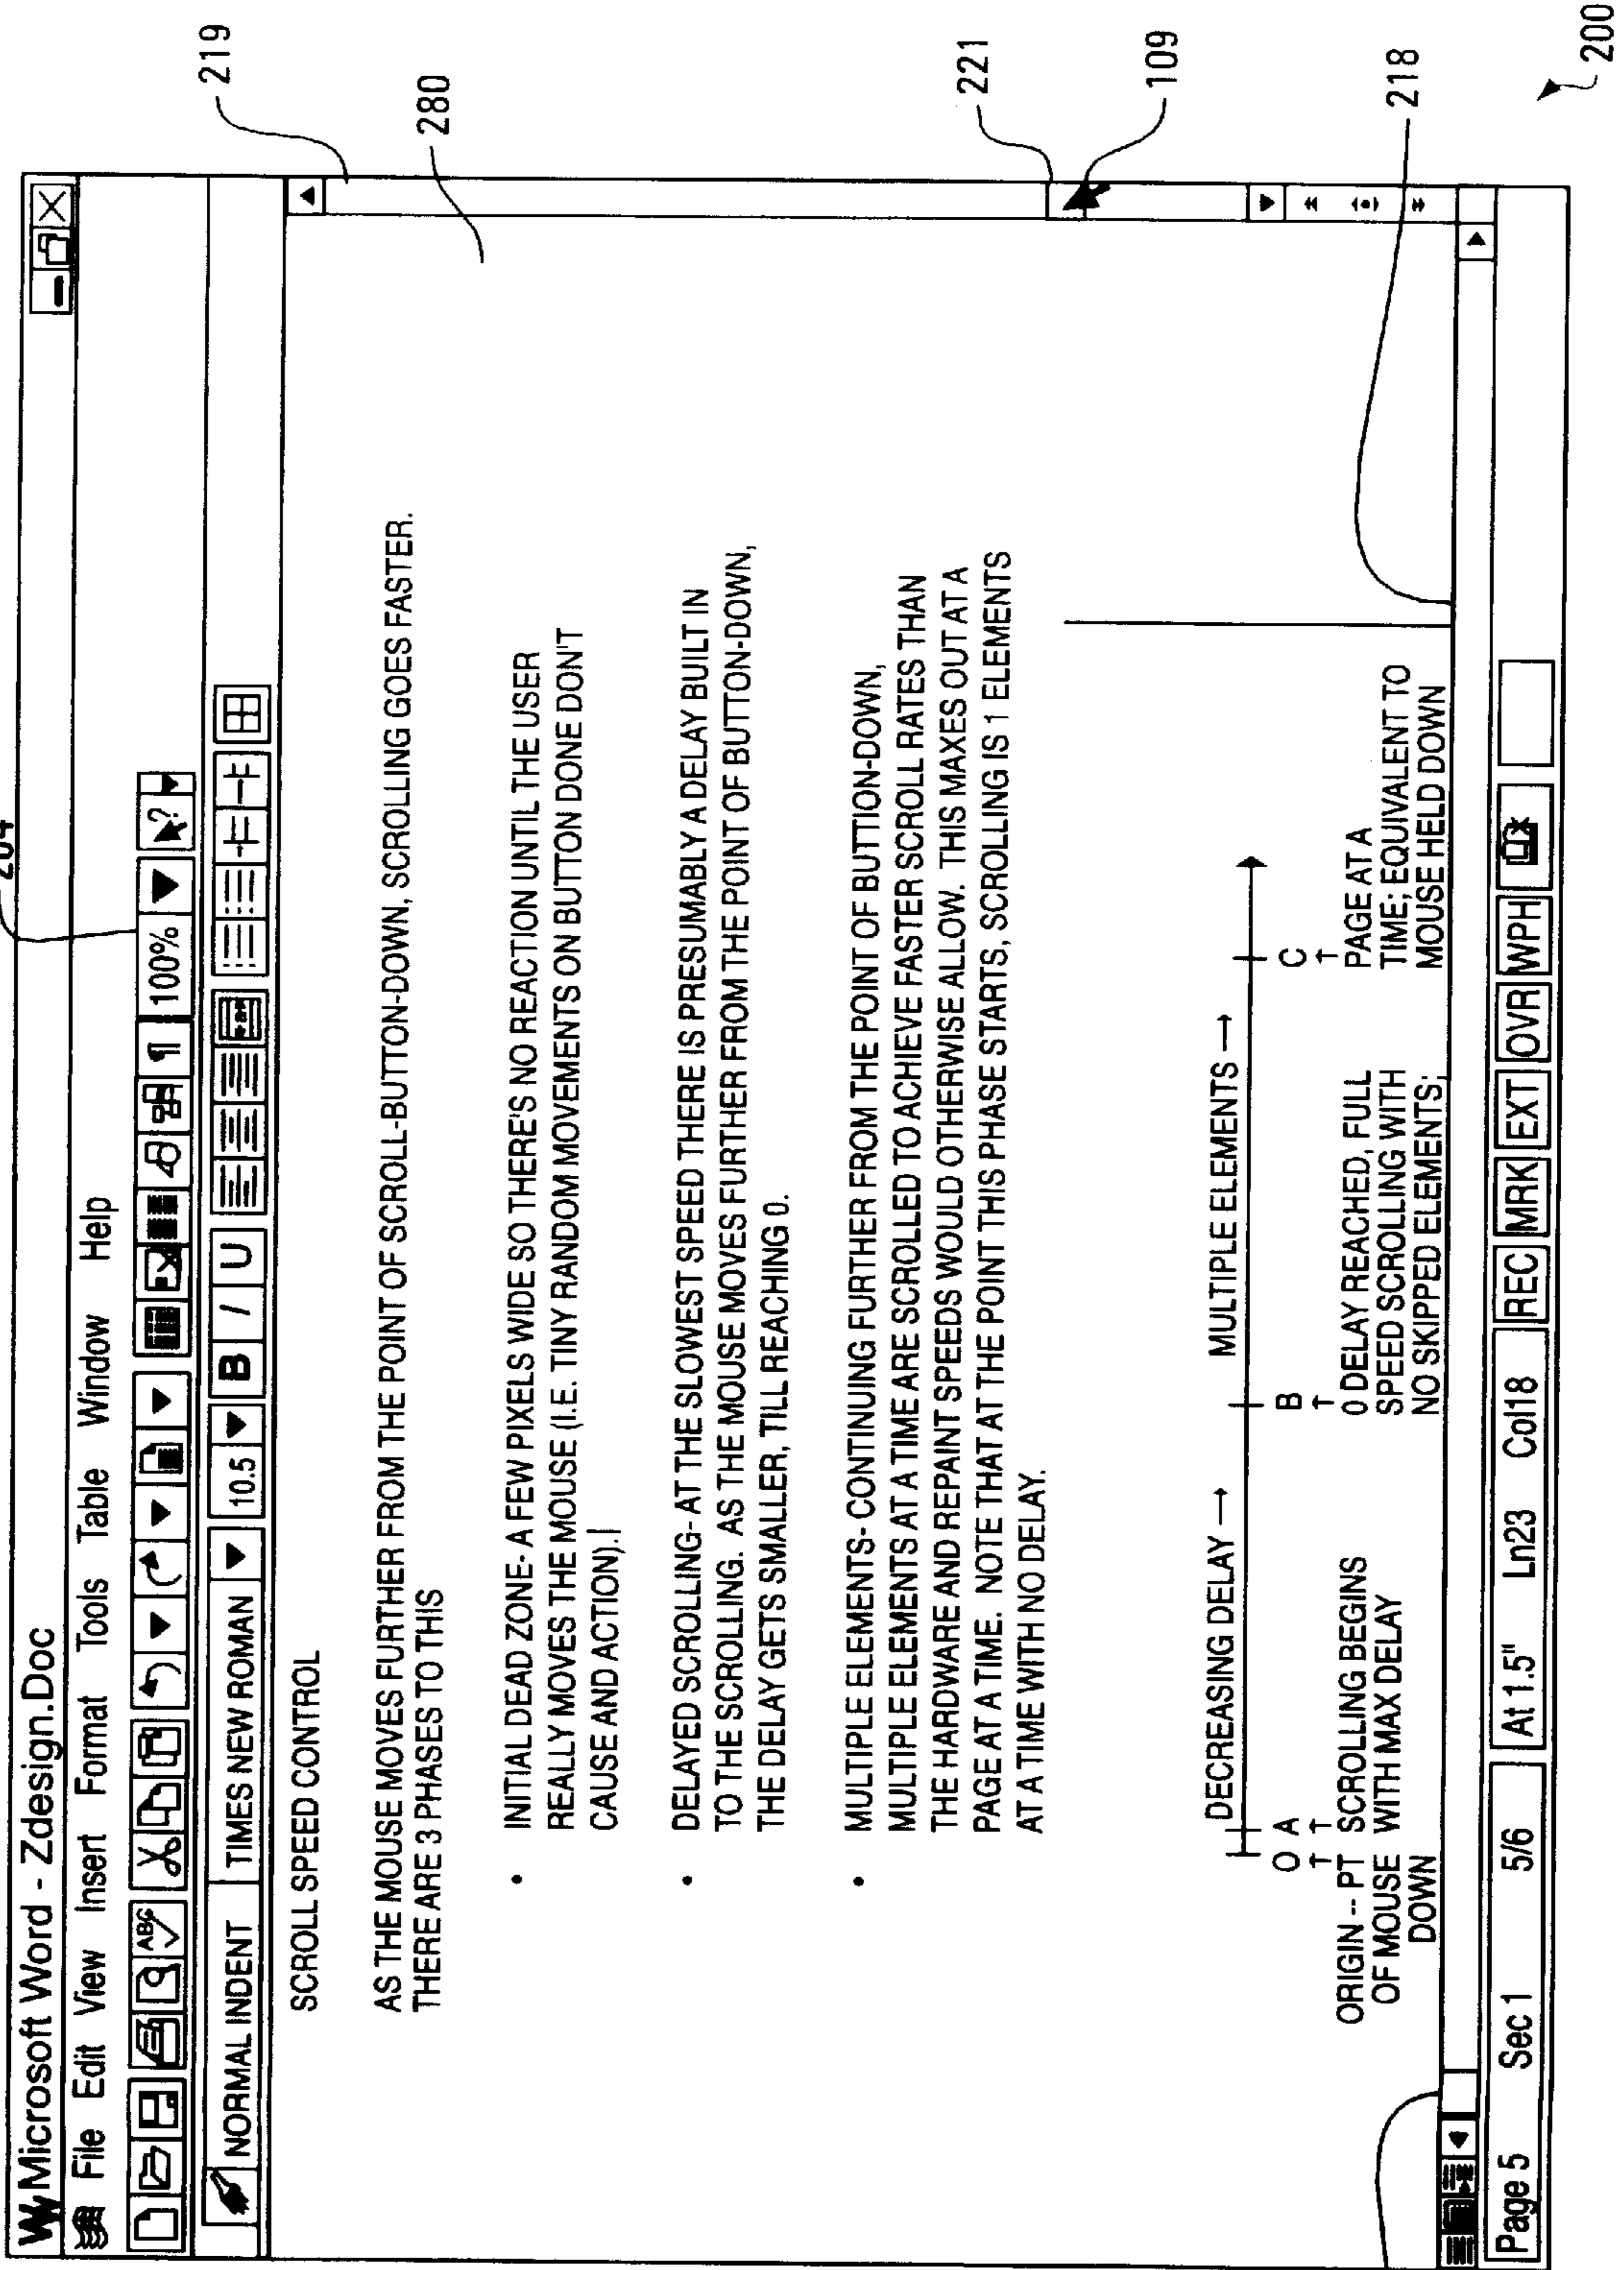 204
Microsoft Word - Zdesign.Doc
File Edit View Insert Format Tools Table Window Help
ABC 100% ?
NORMAL INDENT TIMES NEW ROMAN 10.5 B I U
219
280
SCROLL SPEED CONTROL
AS THE MOUSE MOVES FURTHER FROM THE POINT OF SCROLL-BUTTON-DOWN, SCROLLING GOES FASTER.
THERE ARE 3 PHASES TO THIS
• INITIAL DEAD ZONE- A FEW PIXELS WIDE SO THERE'S NO REACTION UNTIL THE USER
REALLY MOVES THE MOUSE (I.E. TINY RANDOM MOVEMENTS ON BUTTON DONE DON'T
CAUSE AND ACTION).
• DELAYED SCROLLING- AT THE SLOWEST SPEED THERE IS PRESUMABLY A DELAY BUILT IN
TO THE SCROLLING. AS THE MOUSE MOVES FURTHER FROM THE POINT OF BUTTON-DOWN,
THE DELAY GETS SMALLER, TILL REACHING 0.
• MULTIPLE ELEMENTS- CONTINUING FURTHER FROM THE POINT OF BUTTION-DOWN,
MULTIPLE ELEMENTS AT A TIME ARE SCROLLED TO ACHIEVE FASTER SCROLL RATES THAN
THE HARDWARE AND REPAINT SPEEDS WOULD OTHERWISE ALLOW. THIS MAXES OUT AT A
PAGE AT A TIME. NOTE THAT AT THE POINT THIS PHASE STARTS, SCROLLING IS 1 ELEMENTS
AT A TIME WITH NO DELAY.
221
109
DECREASING DELAY → MULTIPLE ELEMENTS →
O A B C
↑ ↑ ↑ ↑
ORIGIN -- PT SCROLLING BEGINS 0 DELAY REACHED, FULL PAGE AT A
OF MOUSE WITH MAX DELAY SPEED SCROLLING WITH TIME; EQUIVALENT TO
DOWN NO SKIPPED ELEMENTS; MOUSE HELD DOWN
218
Page 5 Sec 1 5/6 At 1.5" Ln23 Col18 REC MRK EXT OVR WPH
200